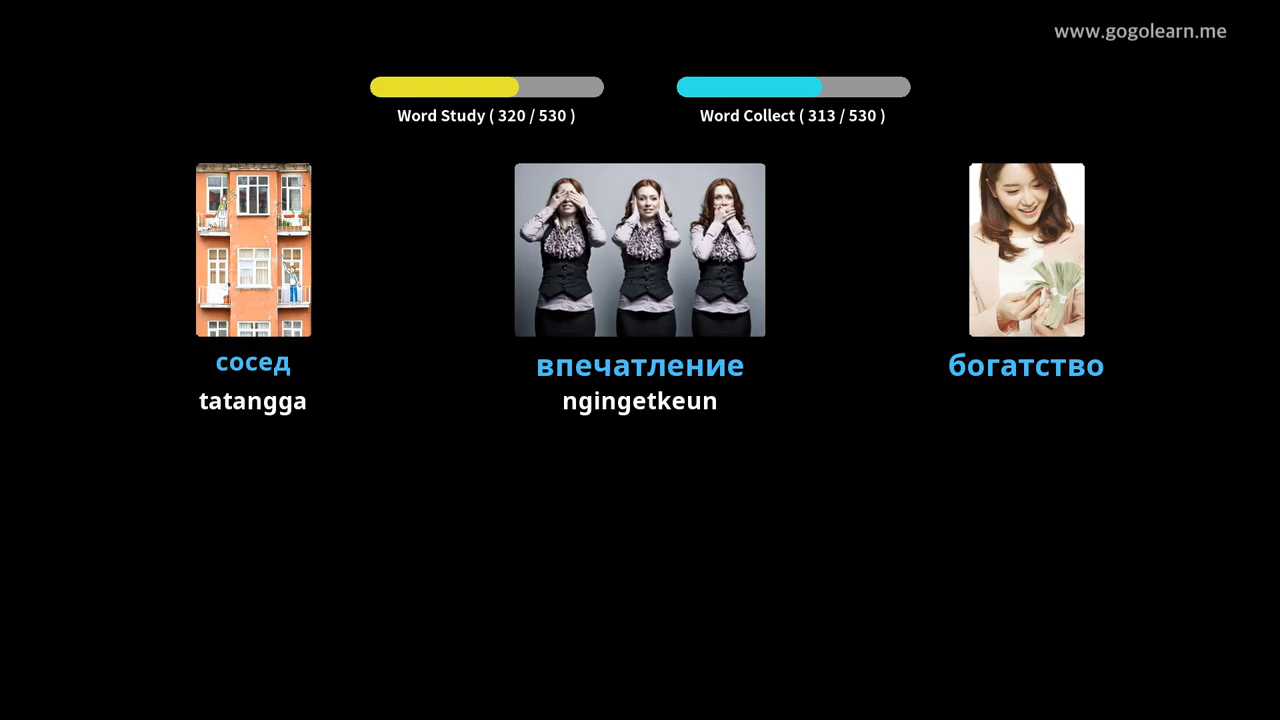 www.gogolearn.me
Word Study ( 320 / 530 )
Word Collect ( 313 / 530 )
сосед
tatangga
впечатление
ngingetkeun
богатство